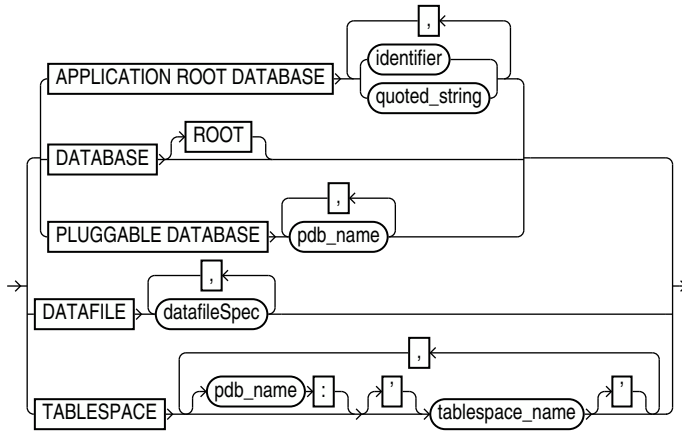 ,
APPLICATION ROOT DATABASE identifier
quoted_string
DATABASE ROOT
,
PLUGGABLE DATABASE pdb_name
,
DATAFILE datafileSpec
,
TABLESPACE pdb_name : ’ tablespace_name ’